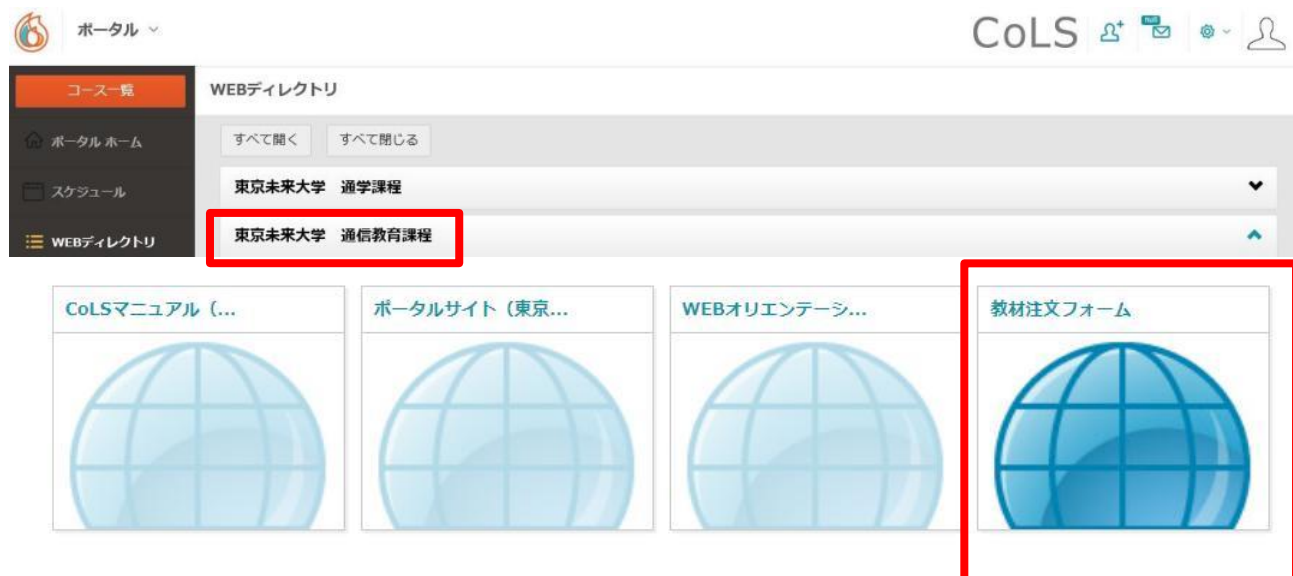 ポータル
CoLS
null
コース一覧
WEBディレクトリ
ポータル ホーム
すべて開く すべて閉じる
スケジュール
東京未来大学 通学課程
WEBディレクトリ
東京未来大学 通信教育課程
CoLSマニュアル（...
ポータルサイト（東京...
WEBオリエンテーシ...
教材注文フォーム